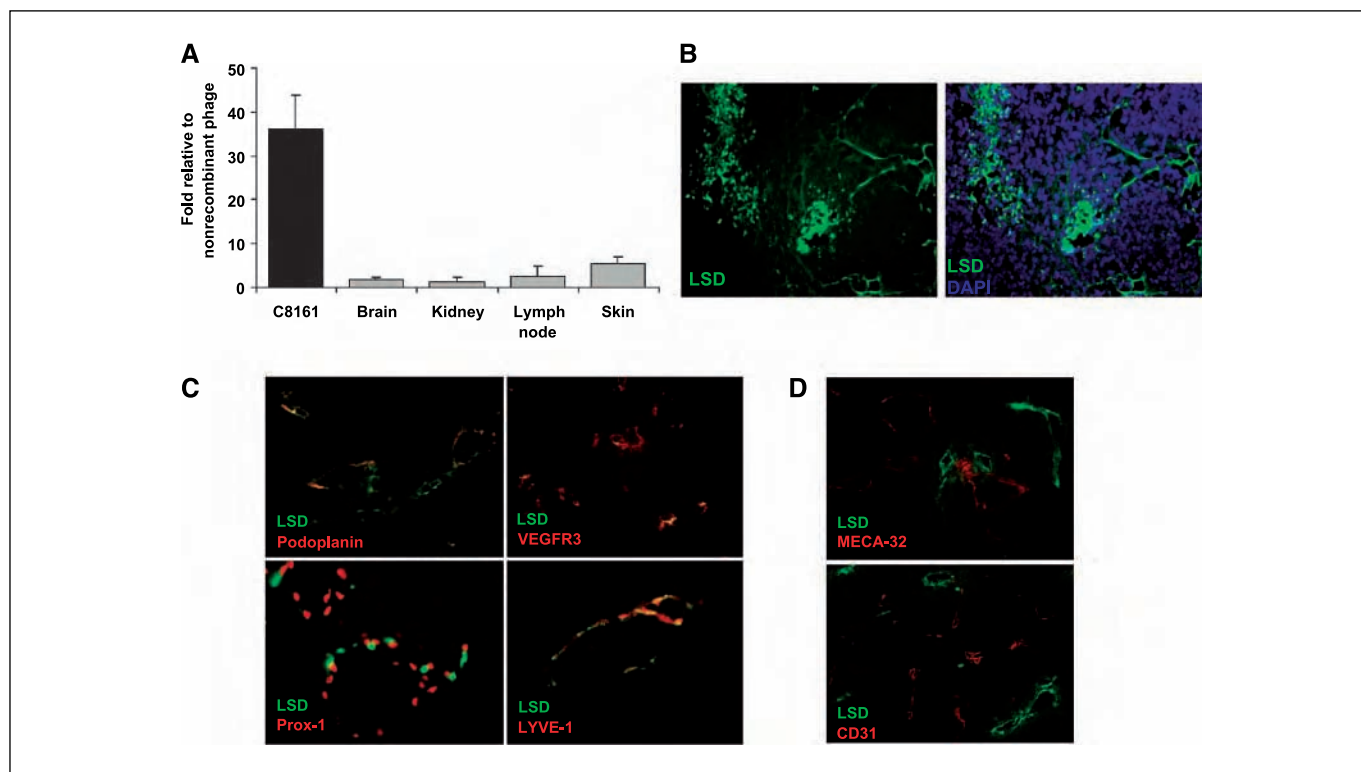 A
Fold relative to
nonrecombinant phage
50
40
30
20
10
0
C8161
Brain
Kidney
Lymph
node
Skin
B
LSD
LSD
DAPI
C
LSD
Podoplanin
LSD
VEGFR3
LSD
Prox-1
LSD
LYVE-1
D
LSD
MECA-32
LSD
CD31